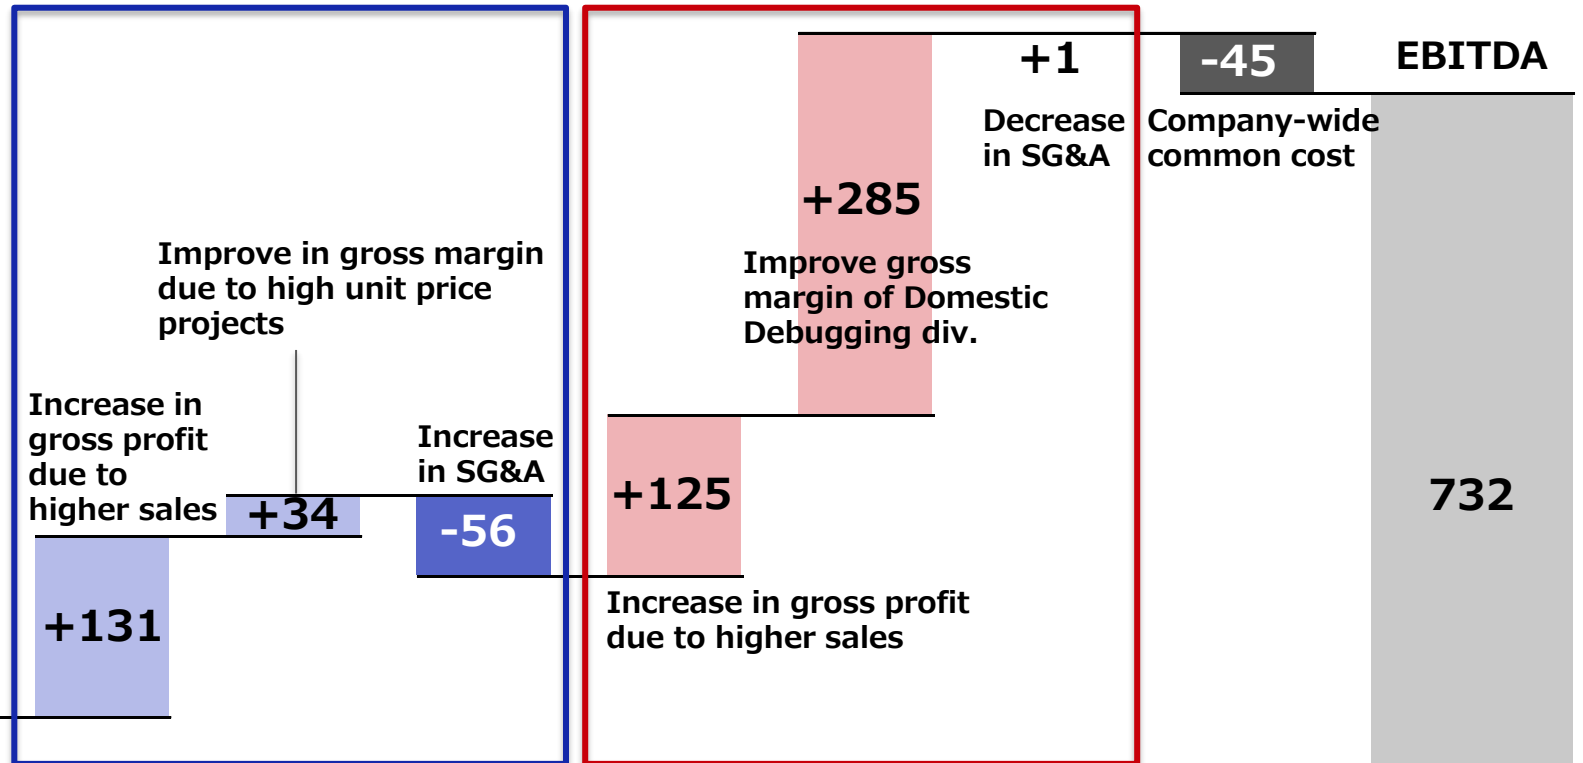 Increase in
gross profit
due to
higher sales
+131
Improve in gross margin
due to high unit price
projects
+34
Increase
in SG&A
-56
+125
Increase in gross profit
due to higher sales
+285
Improve gross
margin of Domestic
Debugging div.
+1
Decrease
in SG&A
-45
Company-wide
common cost
EBITDA
732